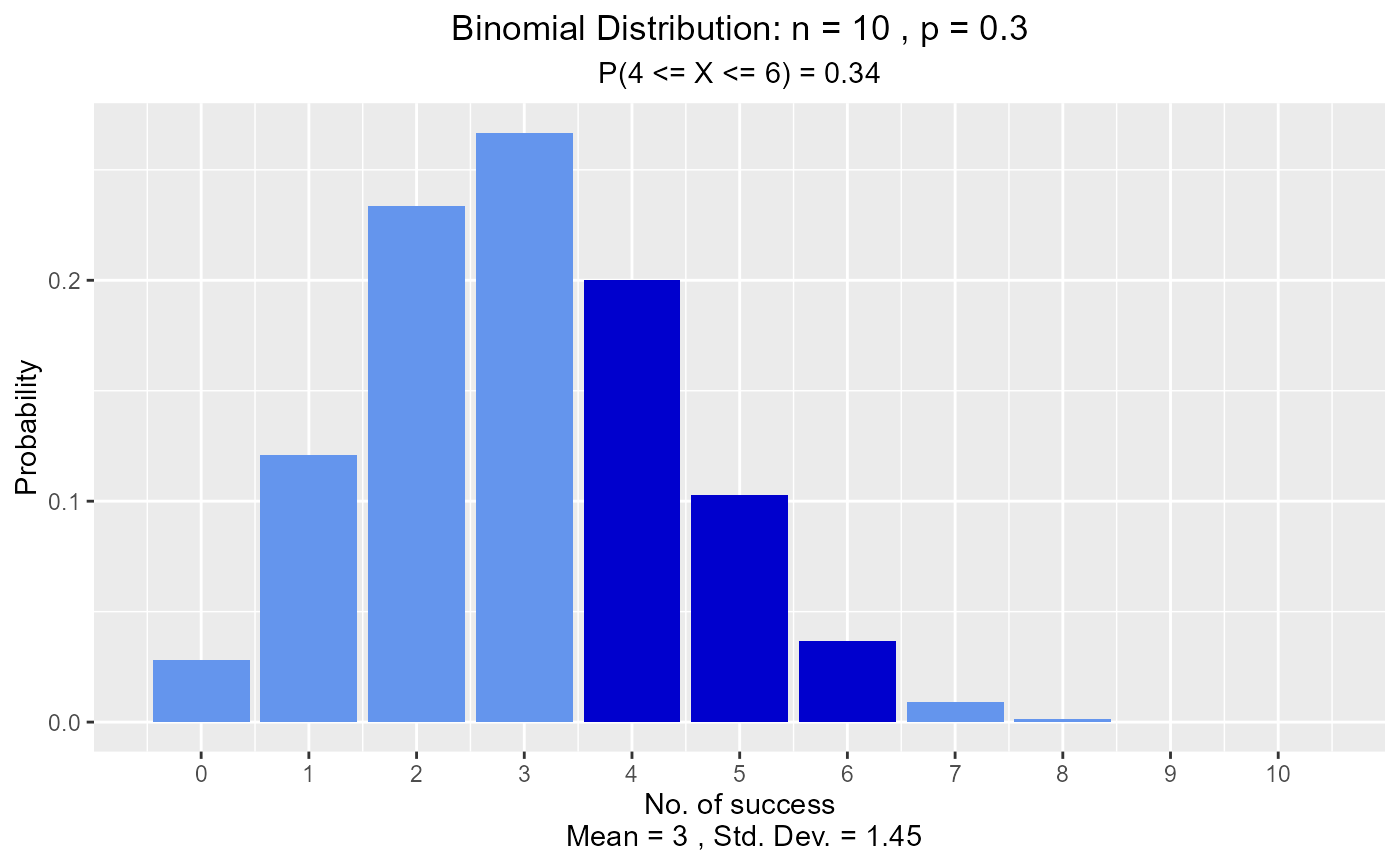 Binomial Distribution: n = 10 , p = 0.3
P(4 <= X <= 6) = 0.34
Probability
0.2
0.1
0.0
0 1 2 3 4 5 6 7 8 9 10
No. of success
Mean = 3 , Std. Dev. = 1.45